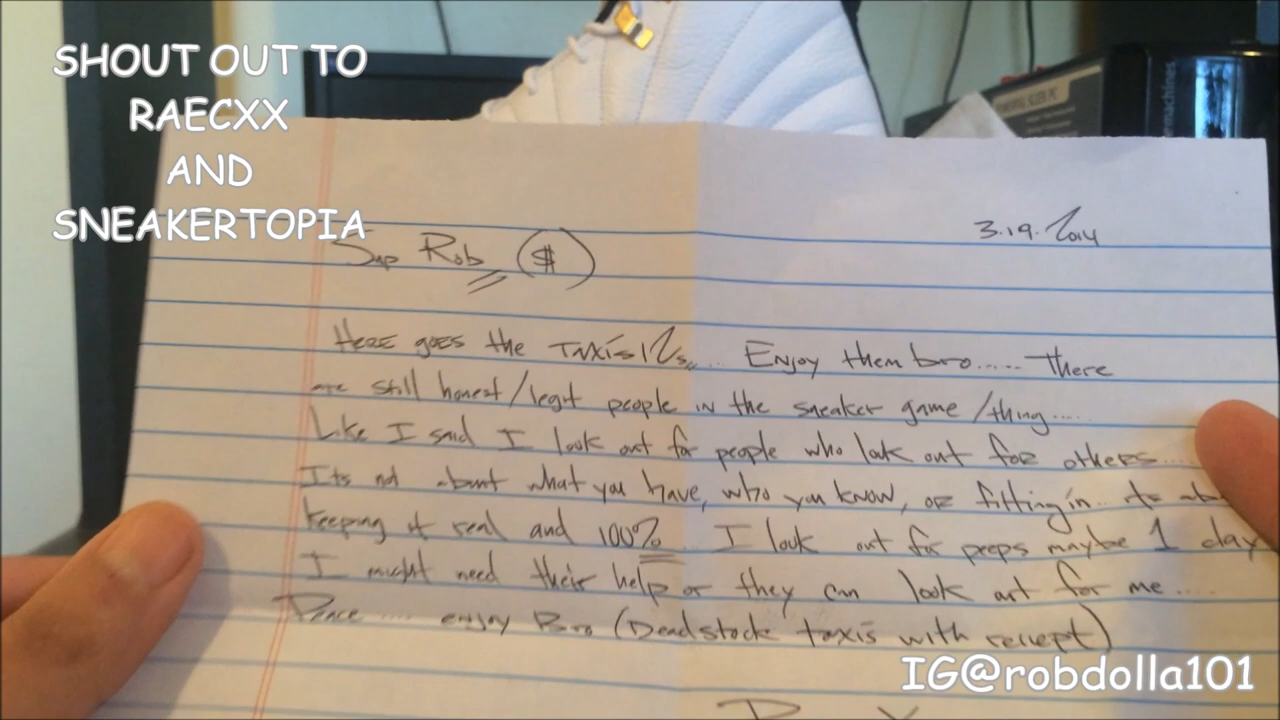 SHOUT OUT TO
RAECXX
AND
SNEAKERTOPIA
3.19.2014
Sup Rob ($)
Here goes the Taxis 12s..... Enjoy them bro..... There
are still honest/legit people in the sneaker game/thing.....
Like I said I look out for people who look out for others....
Its not about what you have, who you know, or fitting in... its
keeping it real and 100%... I look out for peeps maybe 1 day
I might need their help or they can look out for me....
Peace .... enjoy Bro (Deadstock taxis with reciept)
IG@robdolla101